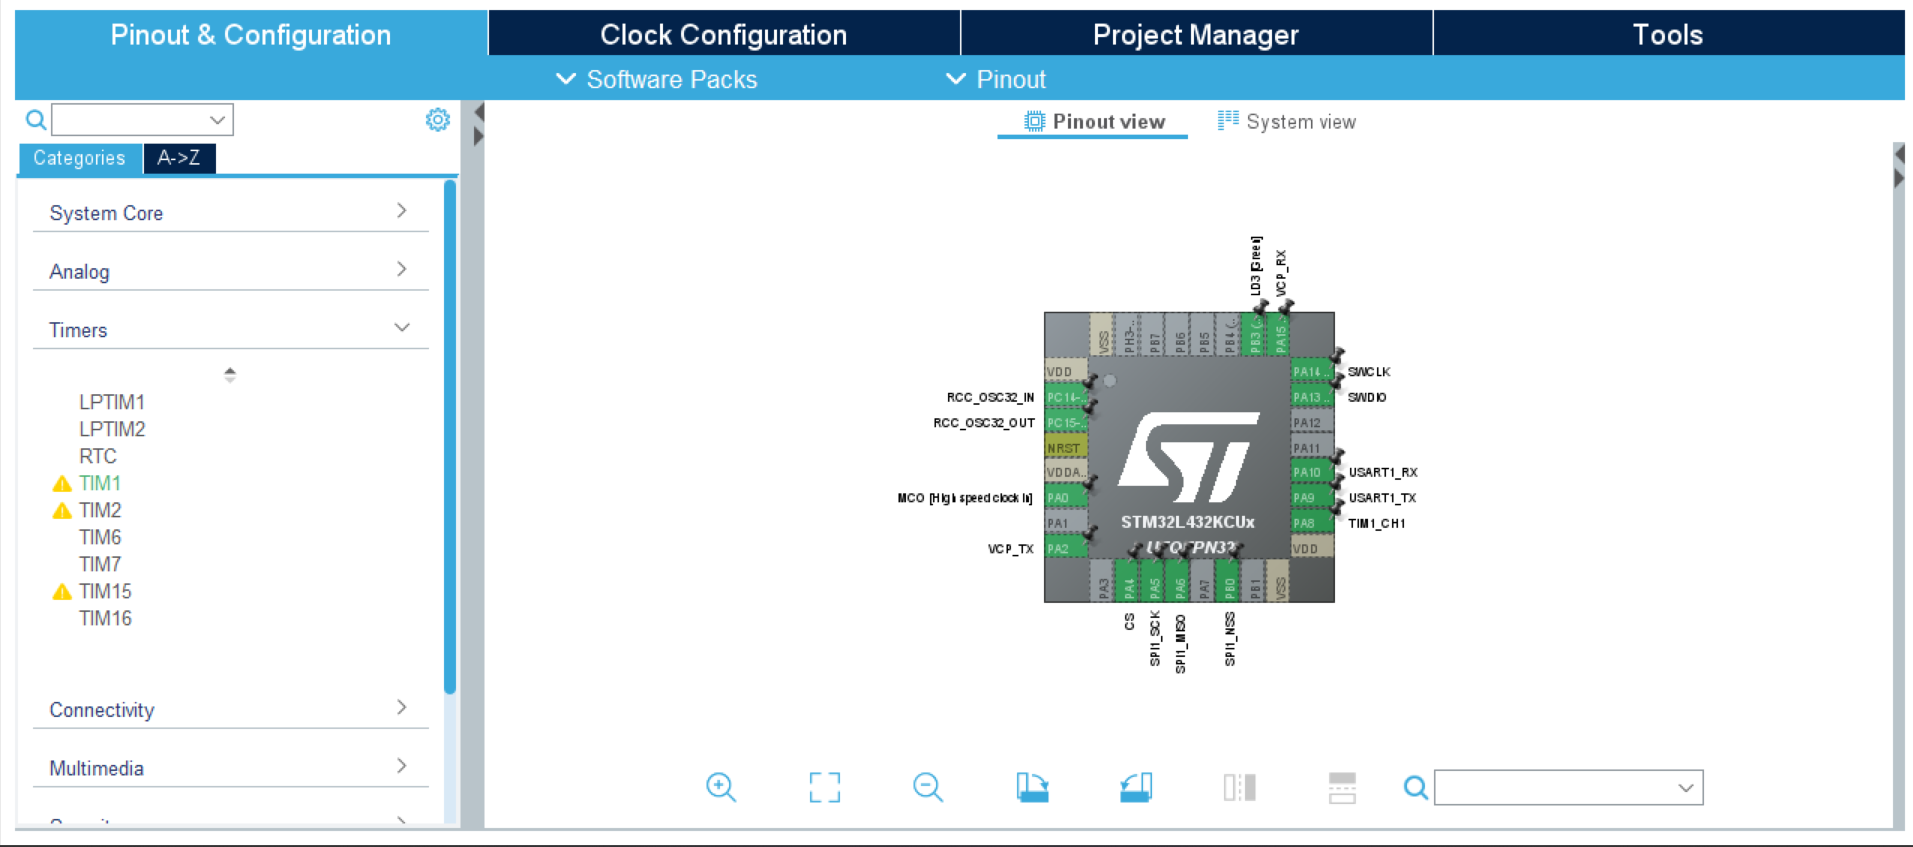 Pinout & Configuration
Clock Configuration
Project Manager
Tools
Software Packs
Pinout
Pinout view
System view
Categories
A->Z
System Core
Analog
Timers
LPTIM1
LPTIM2
RTC
TIM1
TIM2
TIM6
TIM7
TIM15
TIM16
Connectivity
Multimedia
LD3 [Green]
VCP_RX
VSS
PH3-..
PB7
PB6
PB5
PB4 (..
PB3 (..
PA15 ..
VDD
PC14-..
PC15-..
NRST
VDDA..
PA0
PA1
PA2
RCC_OSC32_IN
RCC_OSC32_OUT
MCO [High speed clock in]
VCP_TX
ST
STM32L432KCUx
PA14 ..
PA13 ..
PA12
PA11
PA10
PA9
PA8
VDD
SWCLK
SWDIO
USART1_RX
USART1_TX
TIM1_CH1
PA3
PA4
PA5
PA6
PA7
PB0
PB1
VSS
CS
SPI1_SCK
SPI1_MISO
SPI1_NSS